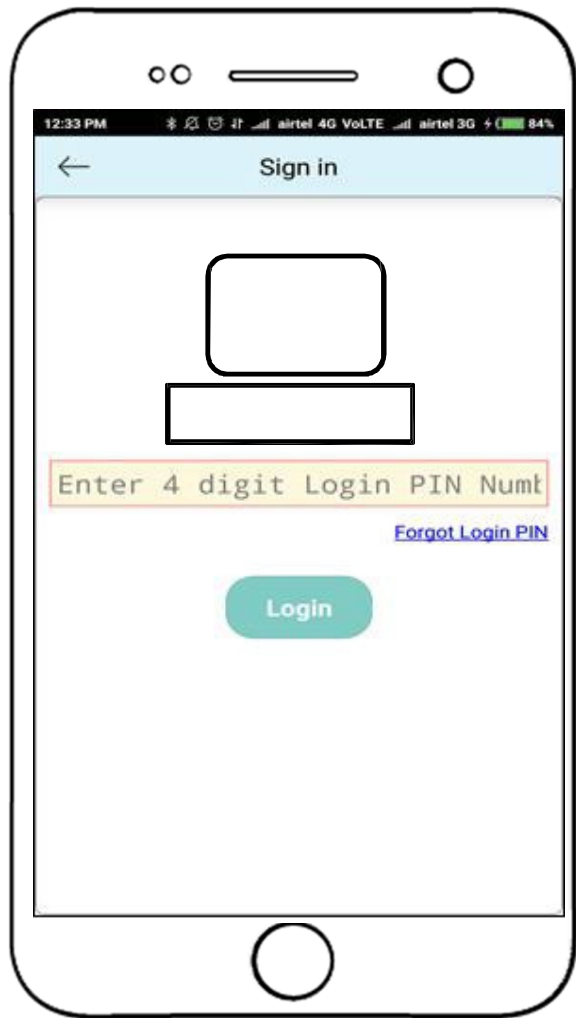 12:33 PM airtel 4G VoLTE airtel 3G 84%
Sign in
Enter 4 digit Login PIN Numb
Forgot Login PIN
Login